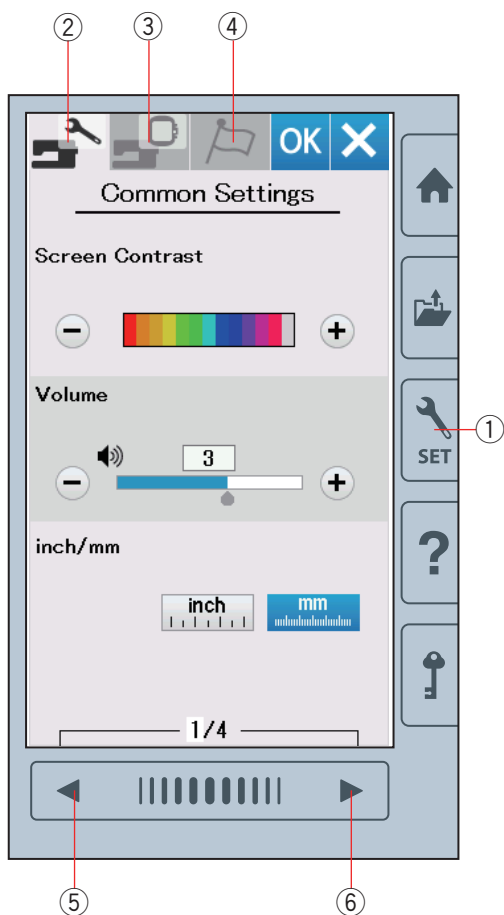 ② ③ ④
OK X
Common Settings
Screen Contrast
− +
Volume
3
− +
SET
①
?
inch/mm
inch mm
1/4
⑤ ⑥